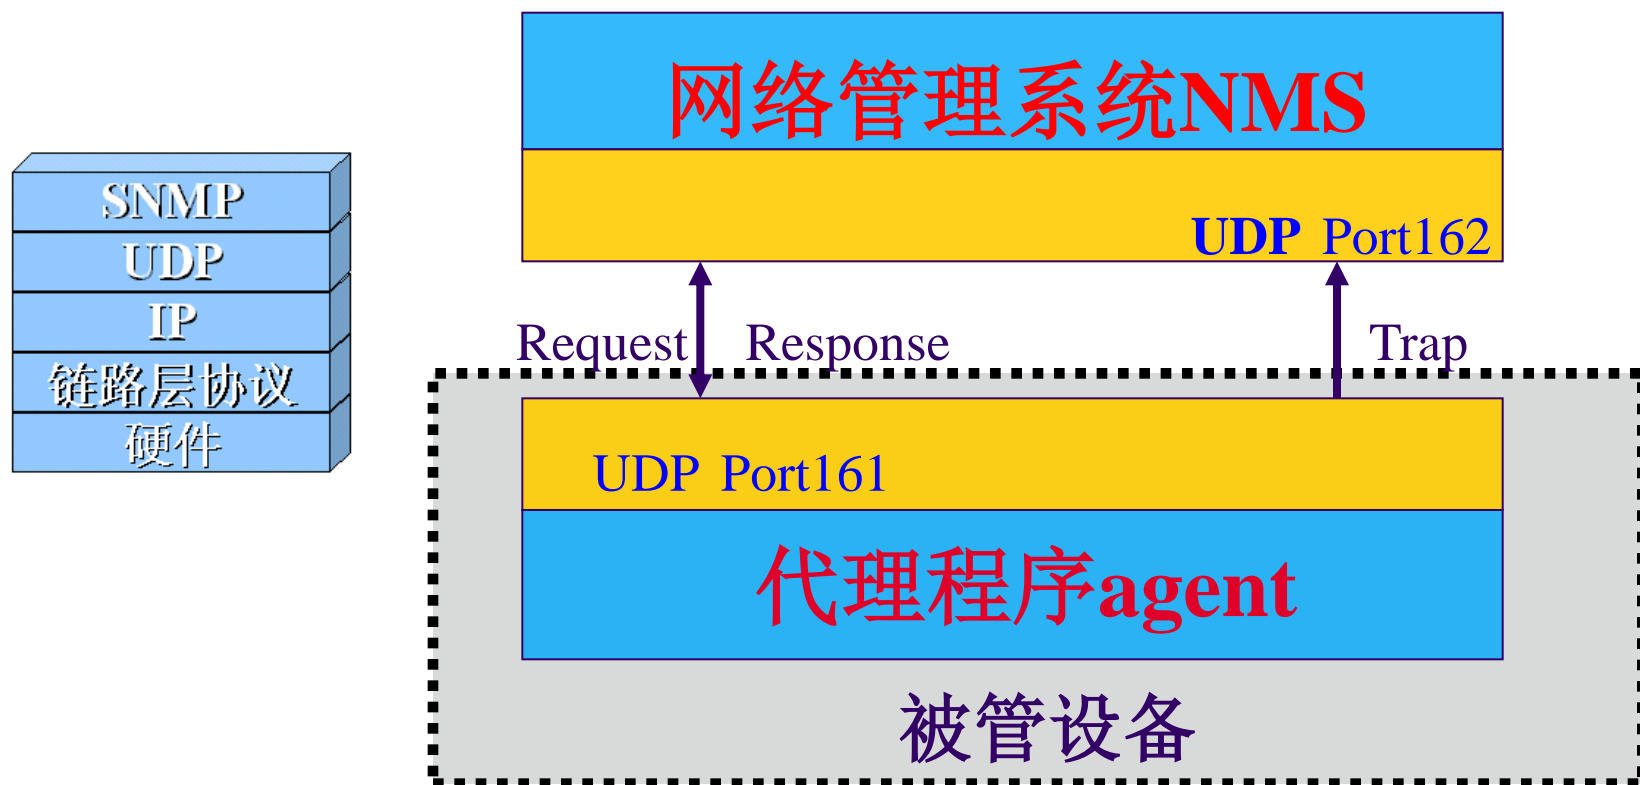 SNMP
UDP
IP
链路层协议
硬件
网络管理系统NMS
UDP Port162
Request Response Trap
UDP Port161
代理程序agent
被管设备